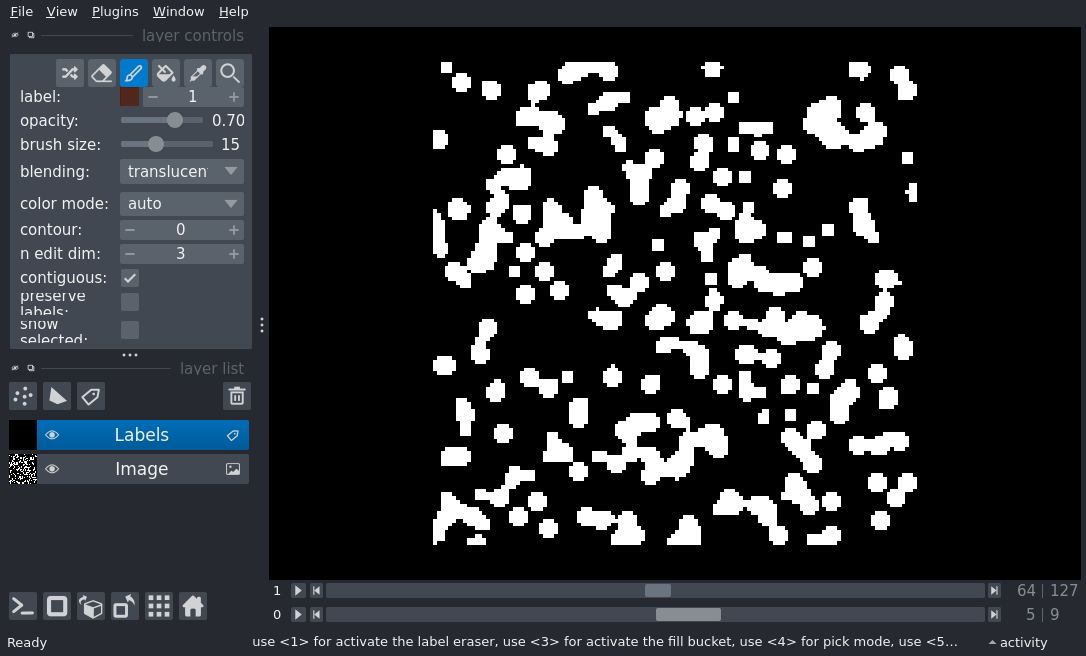 File View Plugins Window Help
layer controls
label: 1
opacity: 0.70
brush size: 15
blending: translucen
color mode: auto
contour: 0
n edit dim: 3
contiguous:
preserve
labels:
show
selected:
layer list
Labels
Image
1 64 | 127
0 5 | 9
Ready use <1> for activate the label eraser, use <3> for activate the fill bucket, use <4> for pick mode, use <5... activity